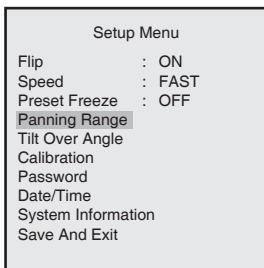 Setup Menu
Flip : ON
Speed : FAST
Preset Freeze : OFF
Panning Range
Tilt Over Angle
Calibration
Password
Date/Time
System Information
Save And Exit